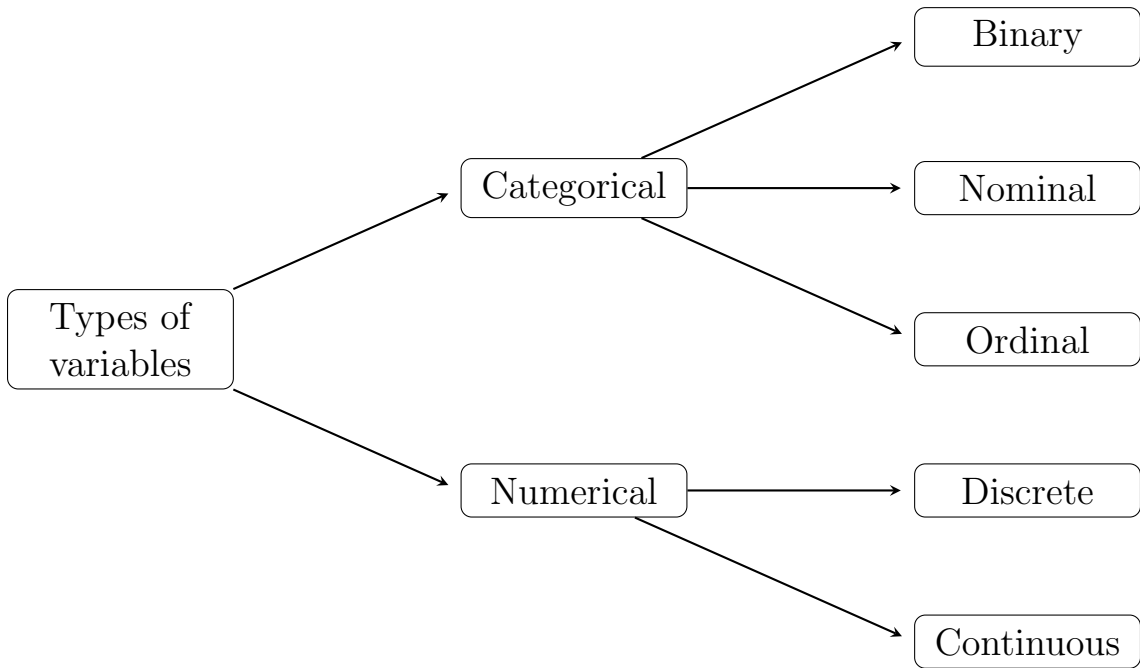 Binary
Categorical
Nominal
Types of
variables
Ordinal
Numerical
Discrete
Continuous